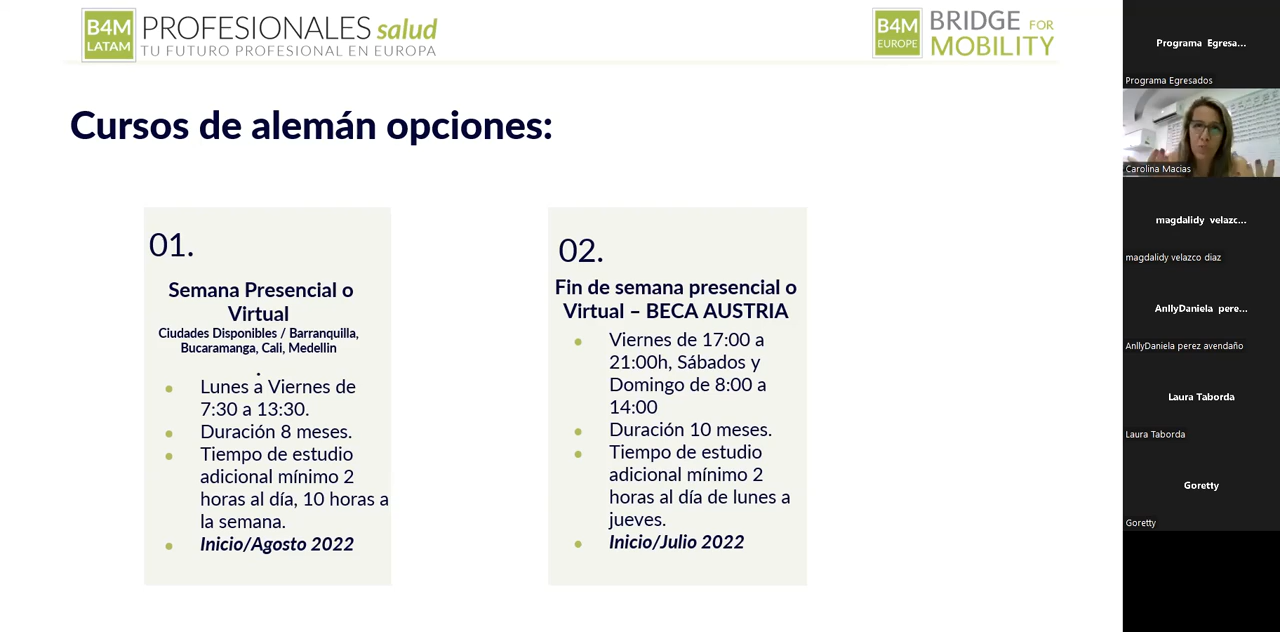 B4M
LATAM
PROFESIONALES salud
TU FUTURO PROFESIONAL EN EUROPA
B4M
EUROPE
BRIDGE FOR
MOBILITY
Cursos de alemán opciones:
01.
Semana Presencial o
Virtual
Ciudades Disponibles / Barranquilla,
Bucaramanga, Cali, Medellin
.
Lunes a Viernes de
7:30 a 13:30.
Duración 8 meses.
Tiempo de estudio
adicional mínimo 2
horas al día, 10 horas a
la semana.
Inicio/Agosto 2022
02.
Fin de semana presencial o
Virtual – BECA AUSTRIA
Viernes de 17:00 a
21:00h, Sábados y
Domingo de 8:00 a
14:00
Duración 10 meses.
Tiempo de estudio
adicional mínimo 2
horas al día de lunes a
jueves.
Inicio/Julio 2022
Programa Egresa...
Programa Egresados
Carolina Macias
magdalidy velazc...
magdalidy velazco diaz
AnllyDaniela pere...
AnllyDaniela perez avendaño
Laura Taborda
Laura Taborda
Goretty
Goretty